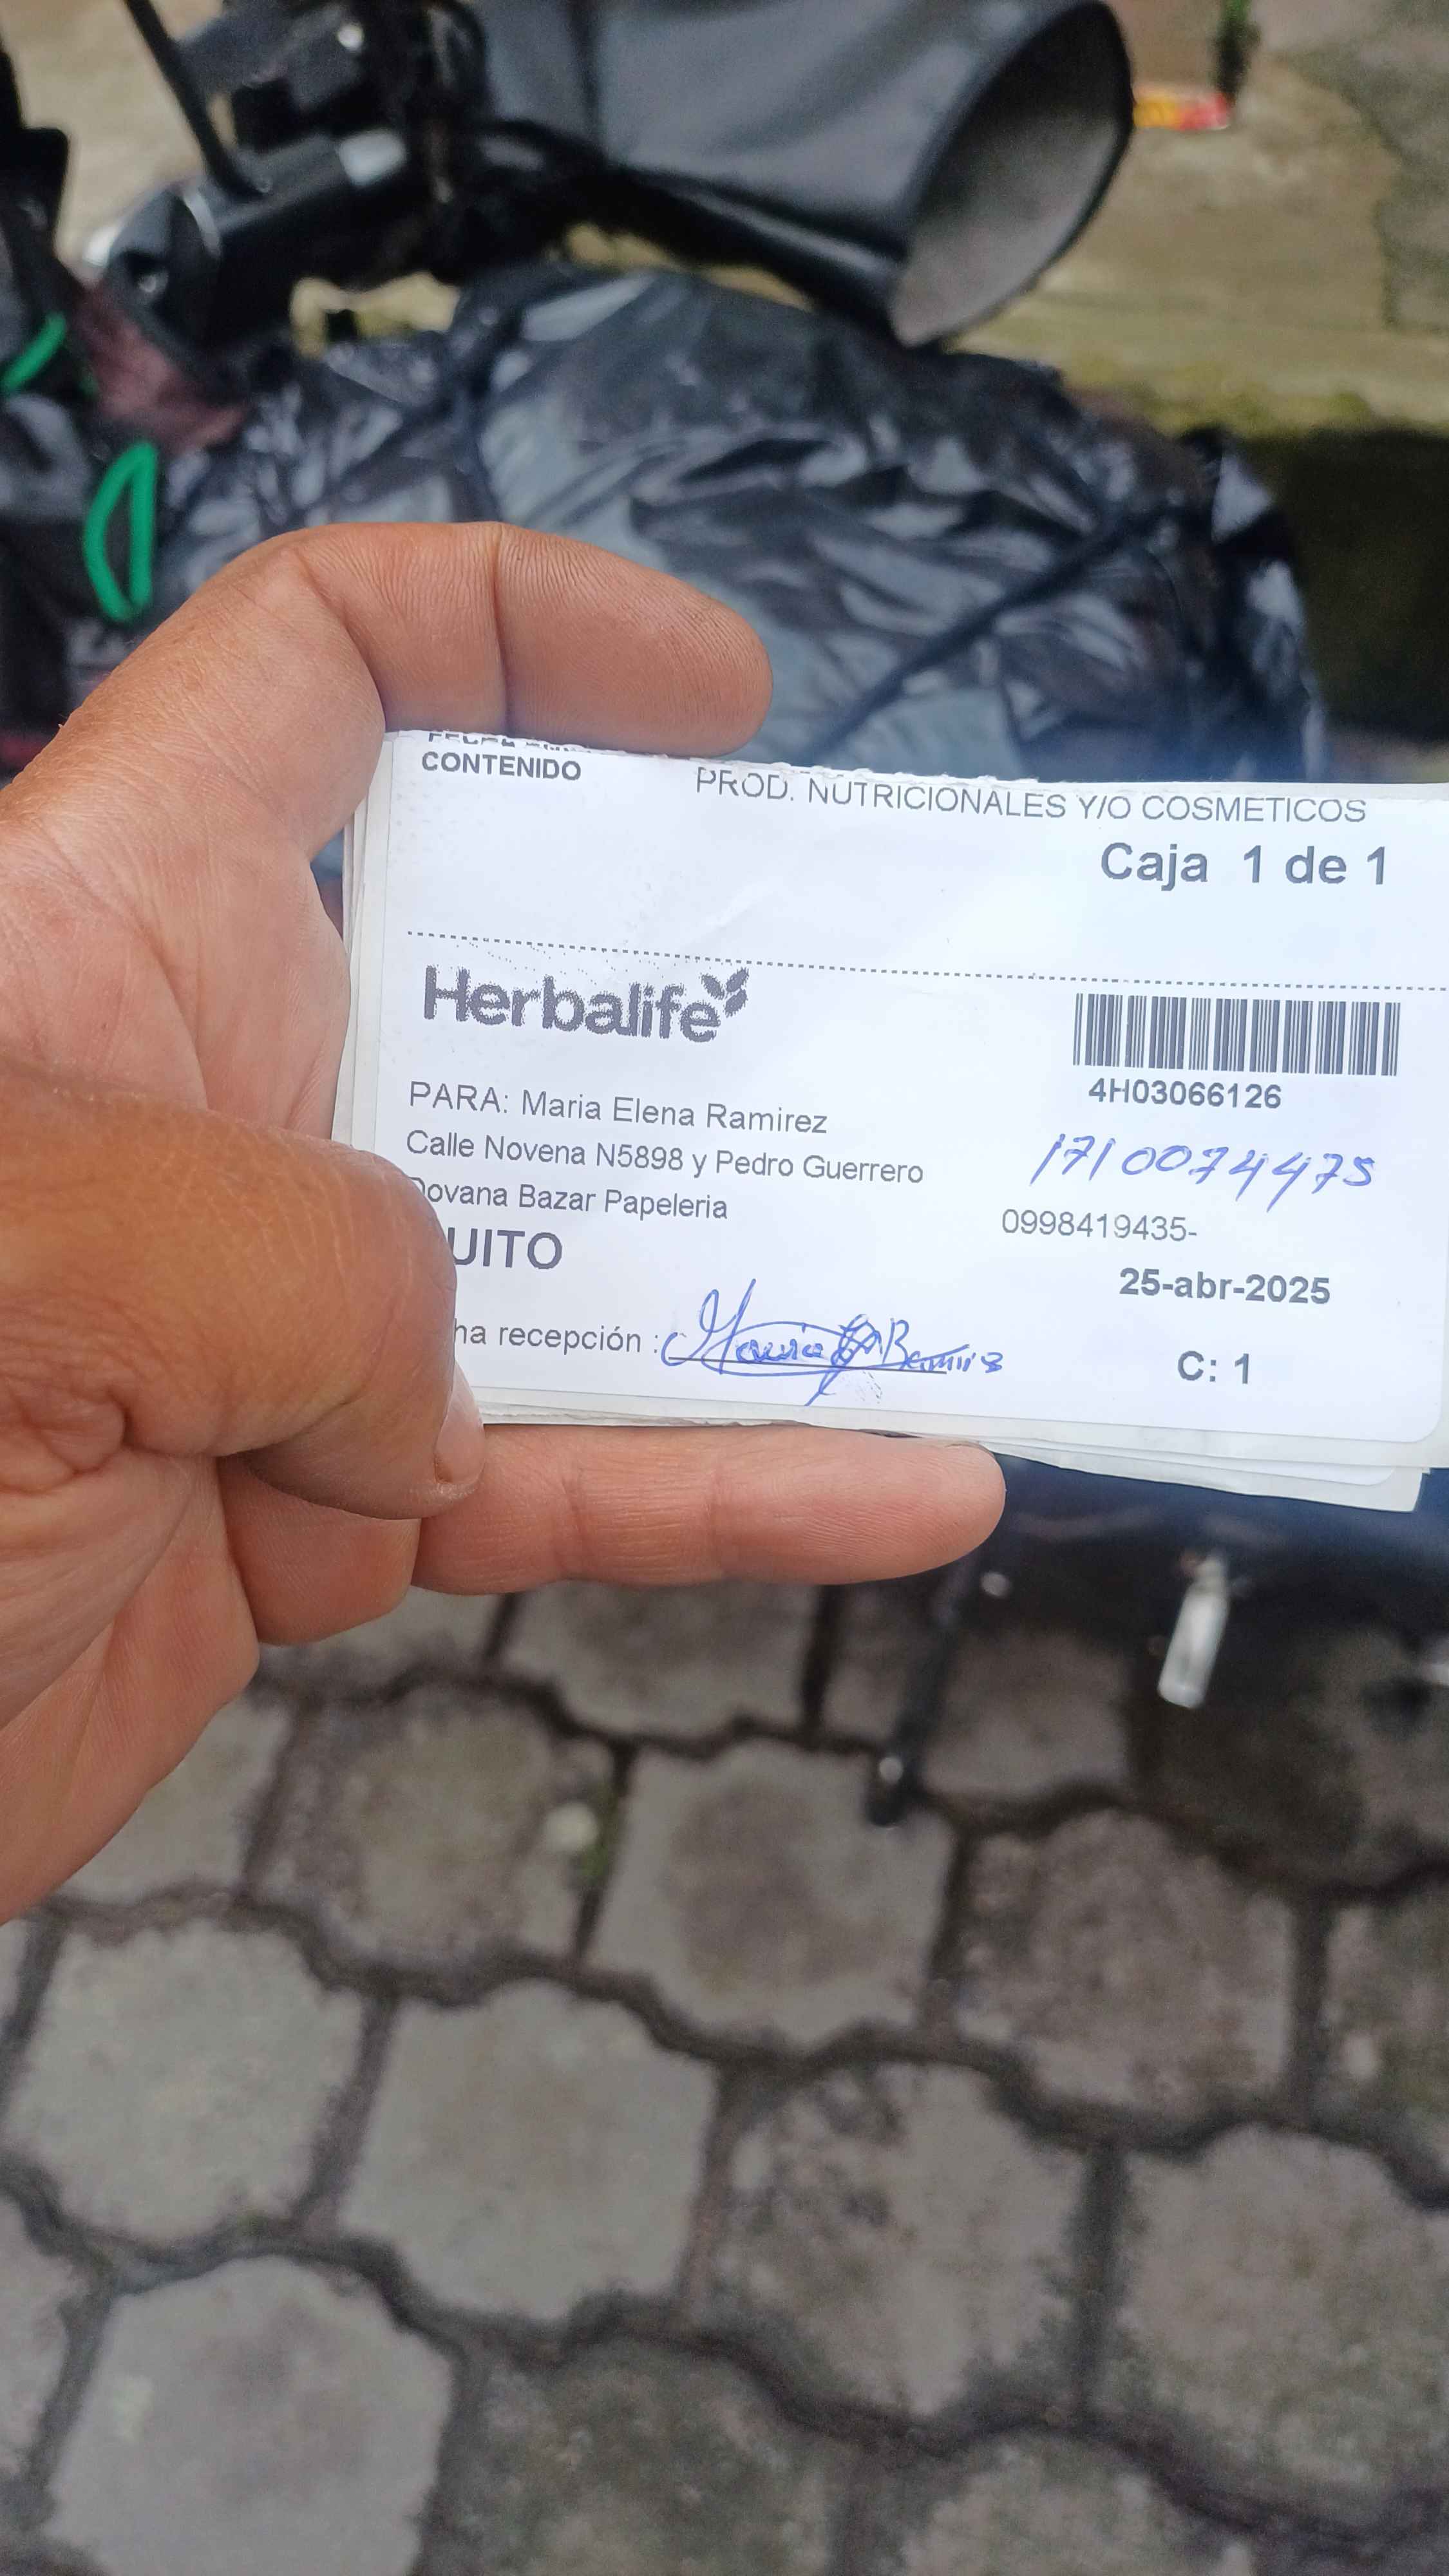 CONTENIDO PROD. NUTRICIONALES Y/O COSMETICOS
Caja 1 de 1
Herbalife
4H03066126
PARA: Maria Elena Ramirez
1710074475
Calle Novena N5898 y Pedro Guerrero
ovana Bazar Papeleria
0998419435-
UITO
25-abr-2025
ha recepción :
C: 1